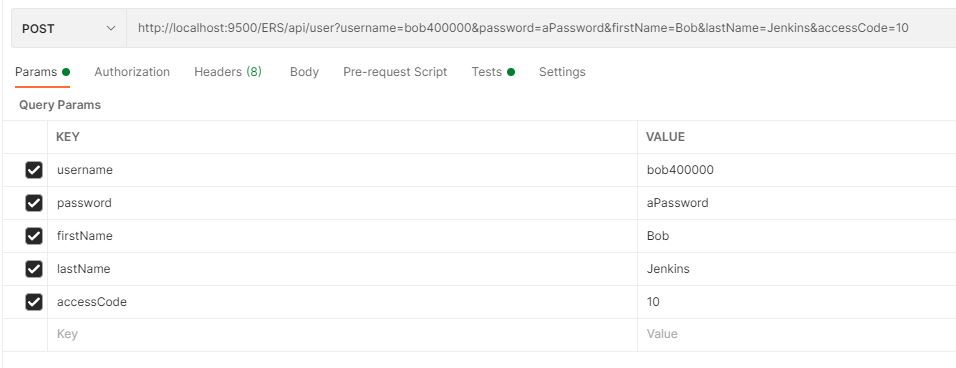 POST http://localhost:9500/ERS/api/user?username=bob400000&password=aPassword&firstName=Bob&lastName=Jenkins&accessCode=10
Params Authorization Headers (8) Body Pre-request Script Tests Settings
Query Params
KEY VALUE
username bob400000
password aPassword
firstName Bob
lastName Jenkins
accessCode 10
Key Value